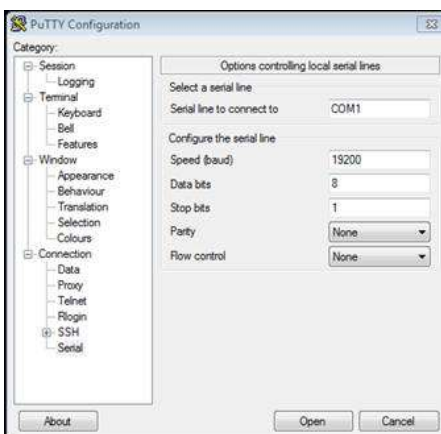 PuTTY Configuration
Category:
Session
Logging
Terminal
Keyboard
Bell
Features
Window
Appearance
Behaviour
Translation
Selection
Colours
Connection
Data
Proxy
Telnet
Rlogin
SSH
Serial
Options controlling local serial lines
Select a serial line
Serial line to connect to COM1
Configure the serial line
Speed (baud) 19200
Data bits 8
Stop bits 1
Parity None
Flow control None
About Open Cancel